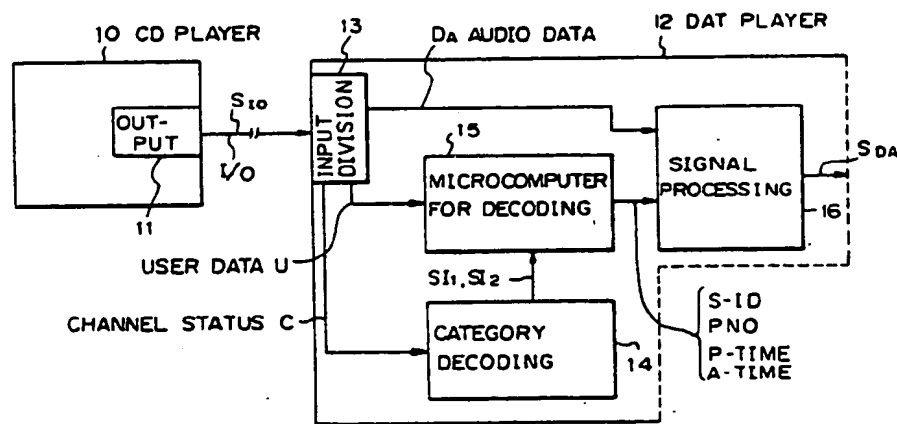 10 CD PLAYER
13
DA AUDIO DATA
12 DAT PLAYER
OUT-
PUT
SIO
I/O
11
INPUT
DIVISION
15
MICROCOMPUTER
FOR DECODING
SIGNAL
PROCESSING
SDA
16
USER DATA U
SI1, SI2
CHANNEL STATUS C
CATEGORY
DECODING
14
S-ID
PNO
P-TIME
A-TIME